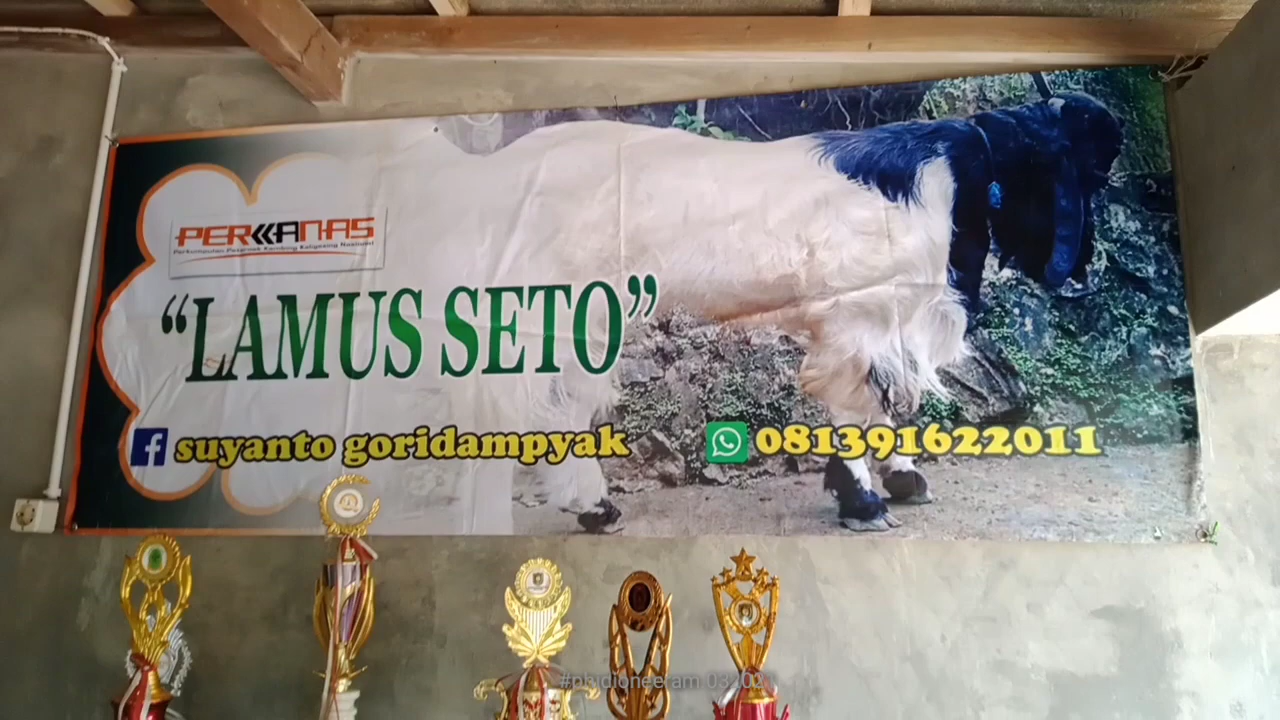 PERKANAS
Perkumpulan Peternak Kambing Kaligesing Nasional
“LAMUS SETO”
suyanto goridampyak
081391622011